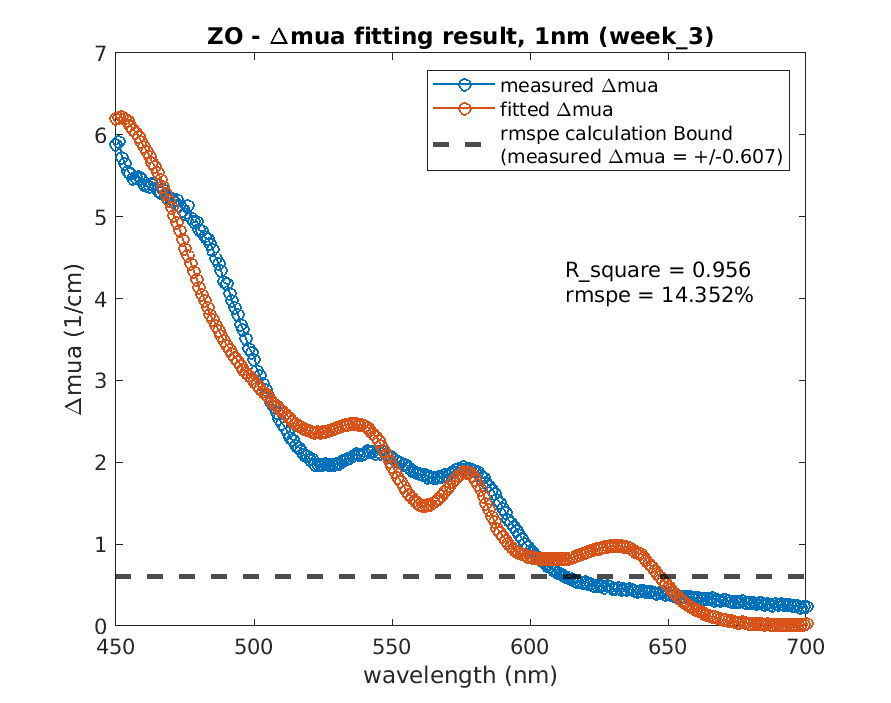 ZO - Δmua fitting result, 1nm (week_3)
7
6
5
4
3
2
1
0
Δmua (1/cm)
measured Δmua
fitted Δmua
rmspe calculation Bound
(measured Δmua = +/-0.607)
R_square = 0.956
rmspe = 14.352%
450 500 550 600 650 700
wavelength (nm)